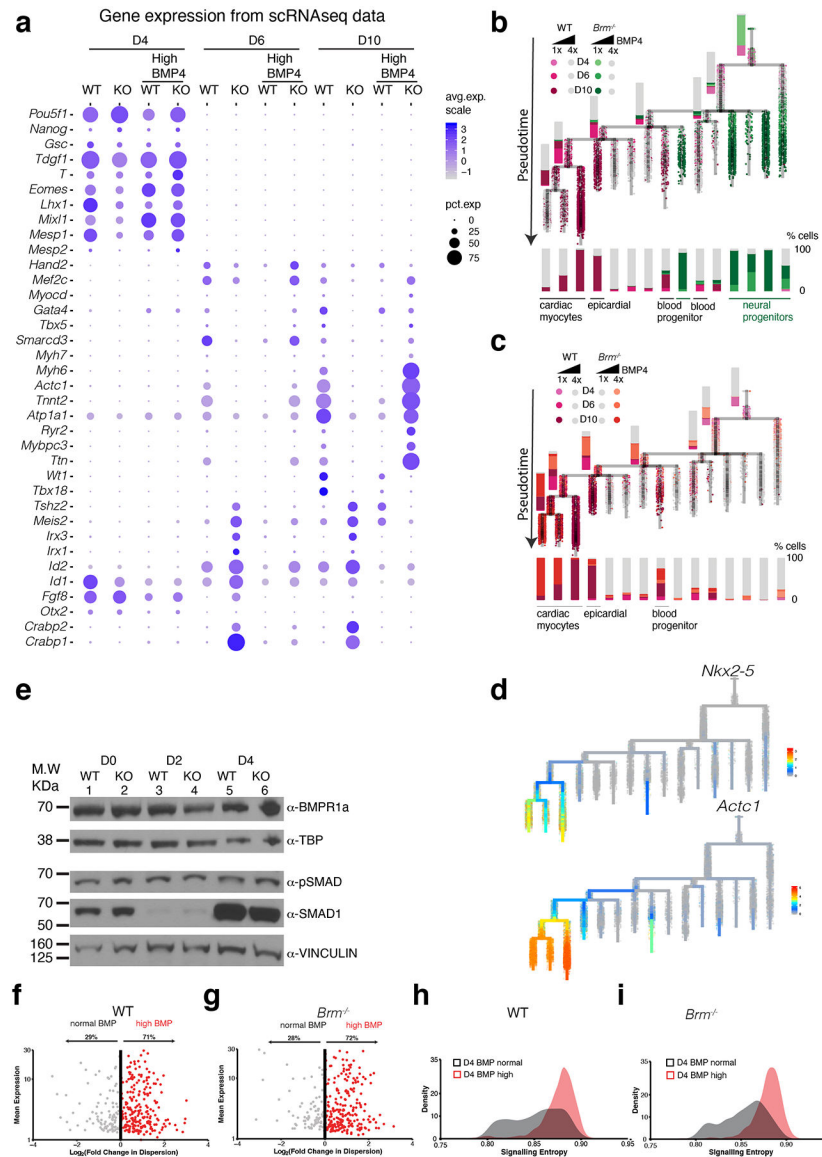 a
Gene expression from scRNAseq data
D4 D6 D10
High BMP4 High BMP4 High BMP4
WT KO WT KO WT KO WT KO WT KO WT KO
Pou5f1
Nanog
Gsc
Tdgf1
T
Eomes
Lhx1
Mixl1
Mesp1
Mesp2
Hand2
Mef2c
Myocd
Gata4
Tbx5
Smarcd3
Myh7
Myh6
Actc1
Tnnt2
Atp1a1
Ryr2
Mybpc3
Ttn
Wt1
Tbx18
Tshz2
Meis2
Irx3
Irx1
Id2
Id1
Fgf8
Otx2
Crabp2
Crabp1
avg.exp.
scale
3
2
1
0
−1
pct.exp
0
25
50
75
b
WT Brm-/-
BMP4
1x 4x 1x 4x
D4
D6
D10
Pseudotime
% cells
100
0
cardiac myocytes
epicardial
blood progenitor
blood
neural progenitors
c
WT Brm-/-
BMP4
1x 4x 1x 4x
D4
D6
D10
Pseudotime
% cells
100
0
cardiac myocytes
epicardial
blood progenitor
d
Nkx2-5
Actc1
e
D0 D2 D4
M.W KDa
WT KO WT KO WT KO
1 2 3 4 5 6
70 α-BMPR1a
38 α-TBP
70 α-pSMAD
70 α-SMAD1
50
160 α-VINCULIN
125
f
WT
normal BMP high BMP
29% 71%
Mean Expression
30
10
1
−4 −2 0 2 4
Log2(Fold Change in Dispersion)
g
Brm-/-
normal BMP high BMP
28% 72%
Mean Expression
30
10
1
−4 −2 0 2 4
Log2(Fold Change in Dispersion)
h
WT
D4 BMP normal
D4 BMP high
Density
35
20
10
0
0.75 0.80 0.85 0.90 0.95
Signalling Entropy
i
Brm-/-
D4 BMP normal
D4 BMP high
Density
35
20
10
0
0.80 0.85 0.90
Signalling Entropy